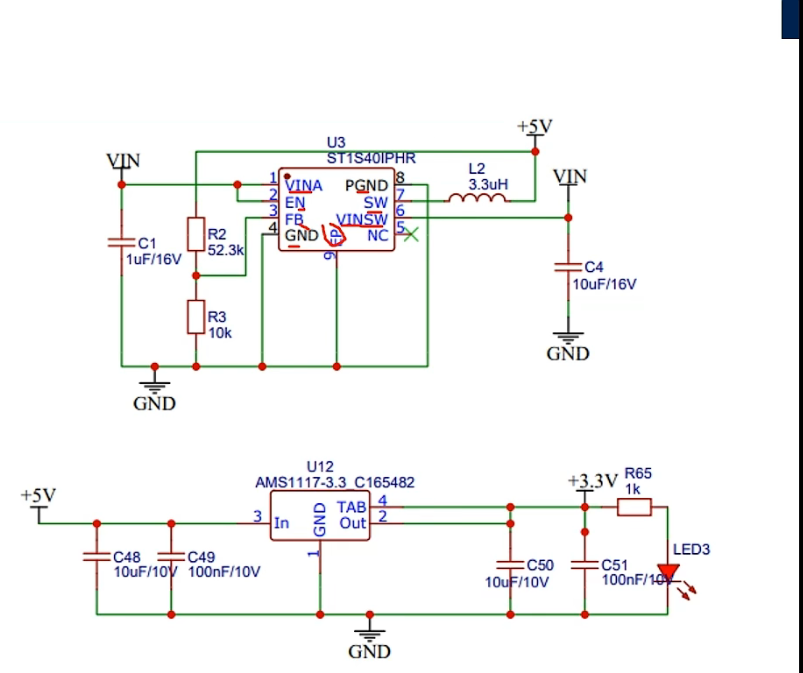 +5V
U3
ST1S40IPHR
VIN
L2
3.3uH
VIN
1 VINA PGND 8
2 EN SW 7
3 FB VINSW 6
4 GND EP NC 5
9
C1
1uF/16V
R2
52.3k
R3
10k
C4
10uF/16V
GND
GND
U12
AMS1117-3.3_C165482
+5V
+3.3V
R65
1k
3 In GND TAB 4
Out 2
1
C48
10uF/10V
C49
100nF/10V
C50
10uF/10V
C51
100nF/10V
LED3
GND